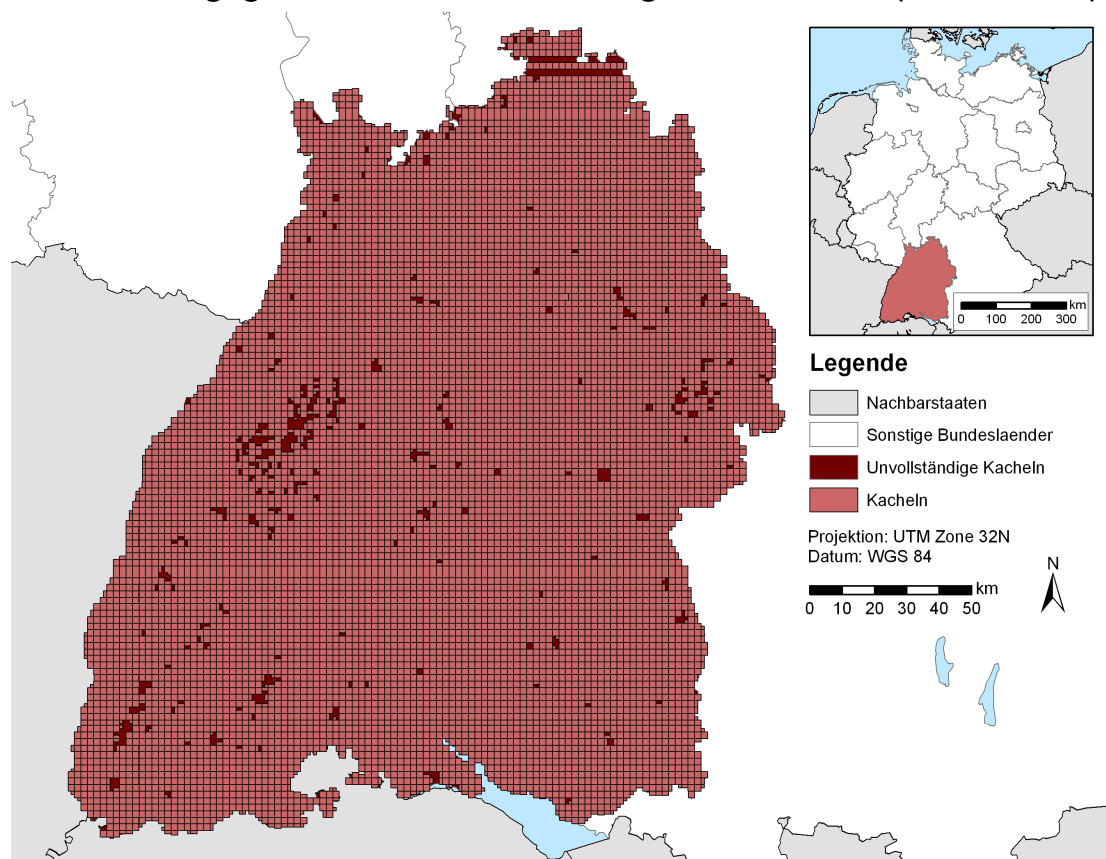 km
0 100 200 300
Legende
Nachbarstaaten
Sonstige Bundeslaender
Unvollständige Kacheln
Kacheln
Projektion: UTM Zone 32N
Datum: WGS 84
N
km
0 10 20 30 40 50